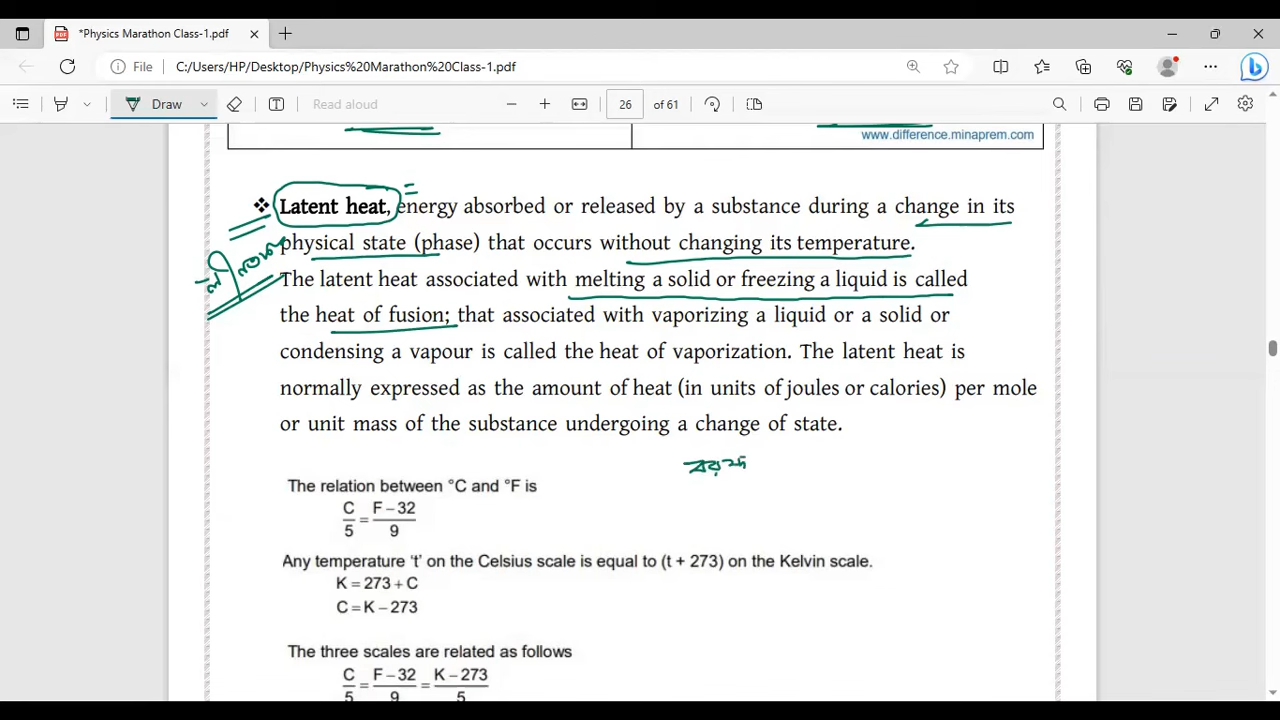 *Physics Marathon Class-1.pdf
File C:/Users/HP/Desktop/Physics%20Marathon%20Class-1.pdf
Draw Read aloud 26 of 61
www.difference.minaprem.com
❖ Latent heat, energy absorbed or released by a substance during a change in its
physical state (phase) that occurs without changing its temperature.
The latent heat associated with melting a solid or freezing a liquid is called
the heat of fusion; that associated with vaporizing a liquid or a solid or
condensing a vapour is called the heat of vaporization. The latent heat is
normally expressed as the amount of heat (in units of joules or calories) per mole
or unit mass of the substance undergoing a change of state.
The relation between °C and °F is
C/5 = F – 32/9
Any temperature ‘t’ on the Celsius scale is equal to (t + 273) on the Kelvin scale.
K = 273 + C
C = K – 273
The three scales are related as follows
C/5 = F – 32/9 = K – 273/5